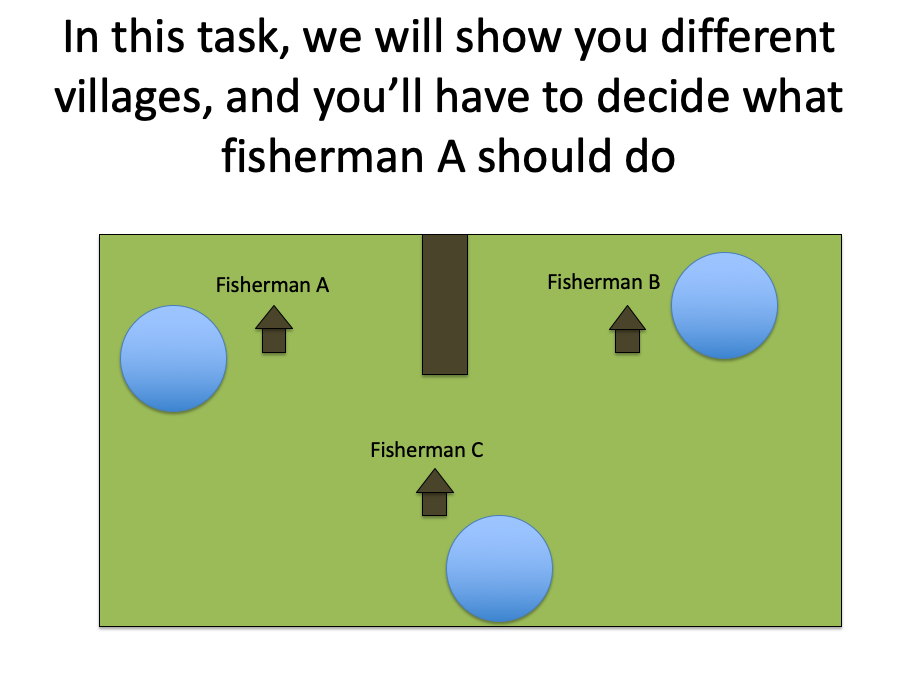 In this task, we will show you different
villages, and you’ll have to decide what
fisherman A should do
Fisherman A
Fisherman B
Fisherman C